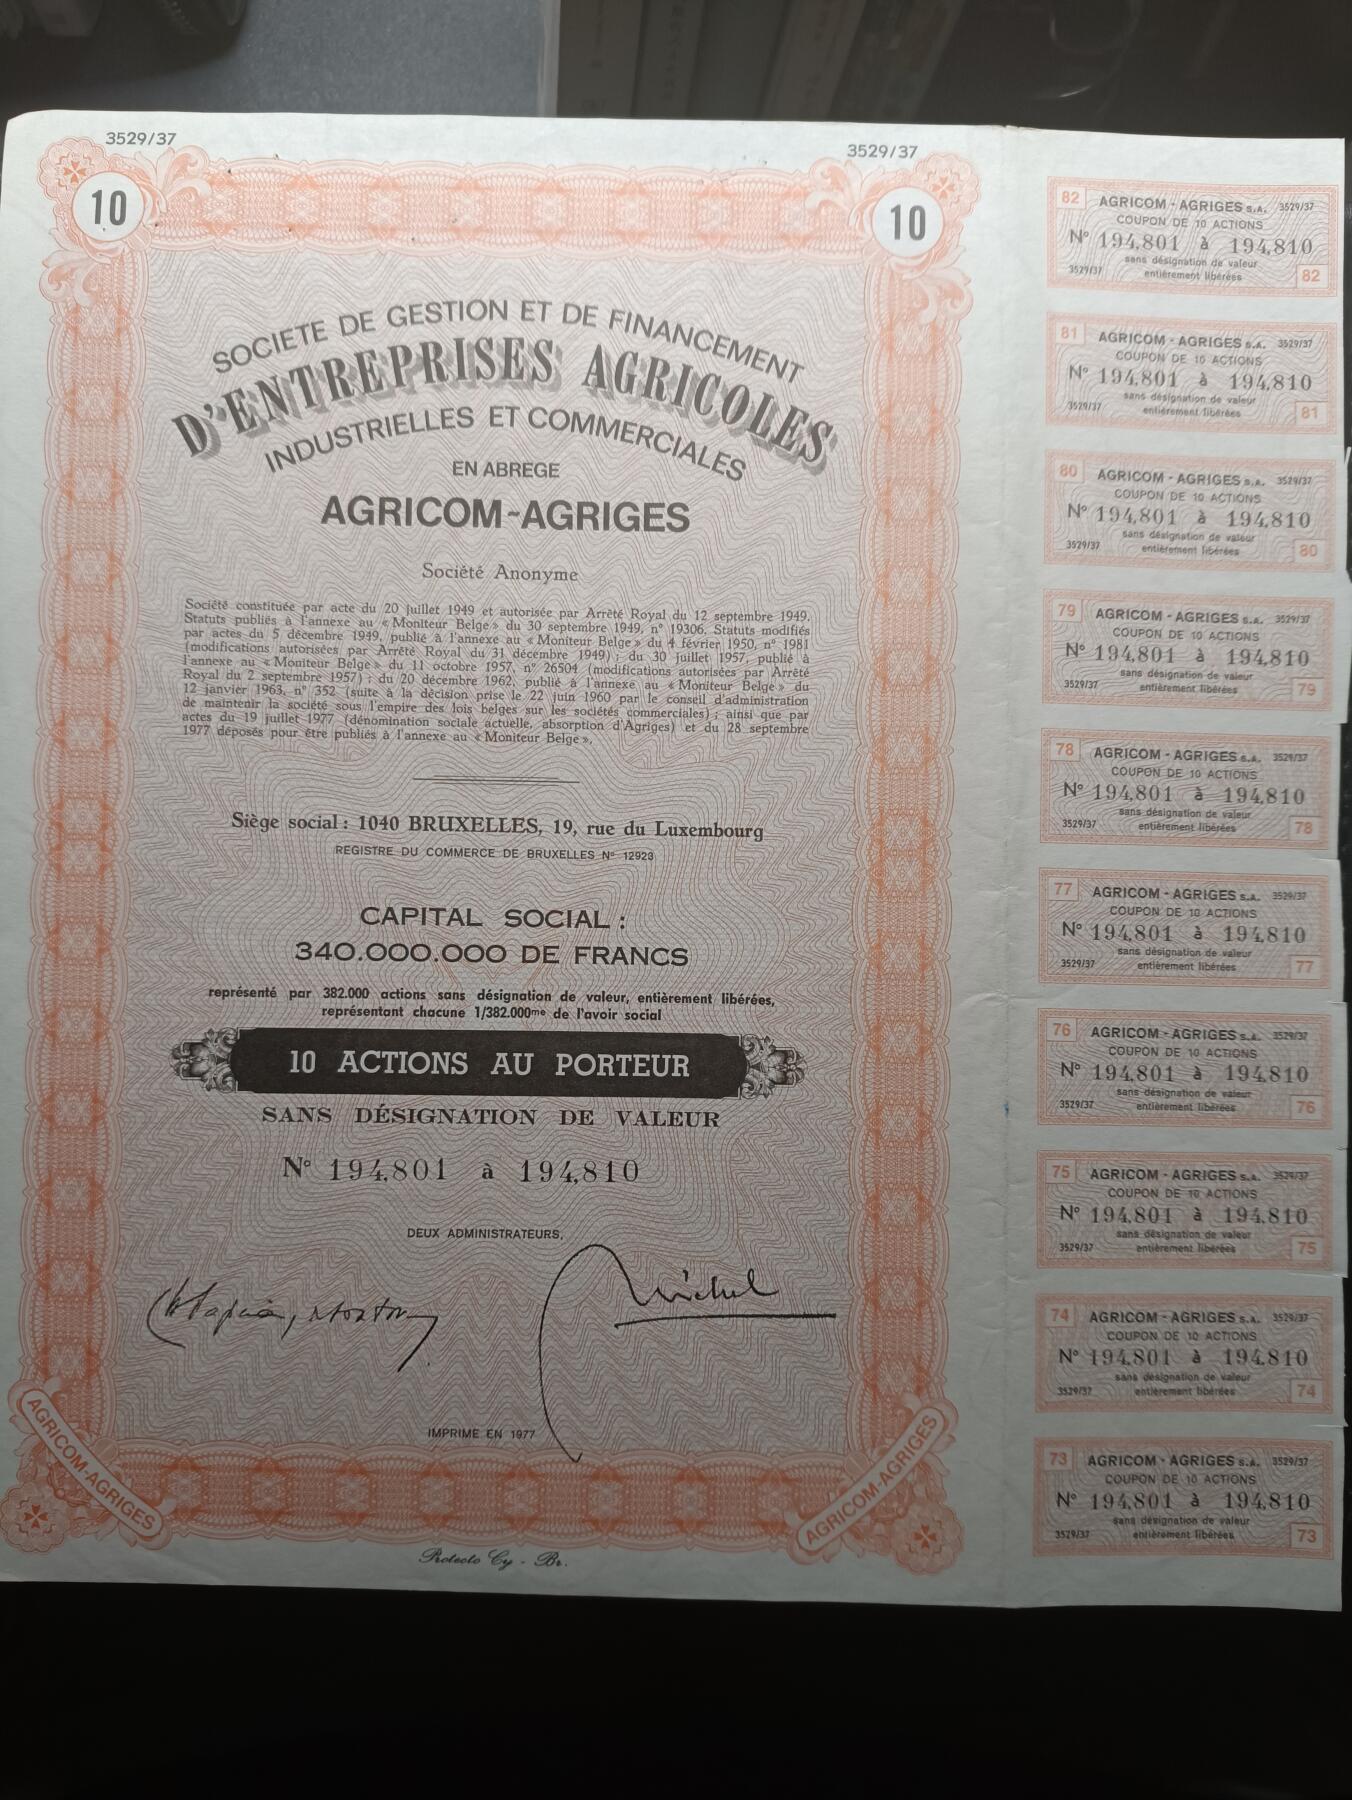 3529/37
3529/37
10
10
SOCIETE DE GESTION ET DE FINANCEMENT
D'ENTREPRISES AGRICOLES
INDUSTRIELLES ET COMMERCIALES
EN ABREGE
AGRICOM-AGRIGES
Société Anonyme
Société constituée par acte du 20 juillet 1949 et autorisée par Arrêté Royal du 12 septembre 1949.
Statuts publiés à l'annexe au « Moniteur Belge » du 30 septembre 1949, n° 19306. Statuts modifiés
par actes du 5 décembre 1949, publié à l'annexe au « Moniteur Belge » du 4 février 1950, n° 1981
(modifications autorisées par Arrêté Royal du 31 décembre 1949) ; du 30 juillet 1957, publié à
l'annexe au « Moniteur Belge » du 11 octobre 1957, n° 26504 (modifications autorisées par Arrêté
Royal du 2 septembre 1957) ; du 20 décembre 1962, publié à l'annexe au « Moniteur Belge » du
12 janvier 1963, n° 352 (suite à la décision prise le 22 juin 1960 par le conseil d'administration
de maintenir la société sous l'empire des lois belges sur les sociétés commerciales) ; ainsi que par
actes du 19 juillet 1977 (dénomination sociale actuelle, absorption d'Agriges) et du 28 septembre
1977 déposés pour être publiés à l'annexe au « Moniteur Belge ».
Siège social : 1040 BRUXELLES, 19, rue du Luxembourg
REGISTRE DU COMMERCE DE BRUXELLES N° 12923
CAPITAL SOCIAL :
340.000.000 DE FRANCS
représenté par 382.000 actions sans désignation de valeur, entièrement libérées,
représentant chacune 1/382.000me de l'avoir social
10 ACTIONS AU PORTEUR
SANS DÉSIGNATION DE VALEUR
N° 194,801 à 194,810
DEUX ADMINISTRATEURS,
Michel
IMPRIME EN 1977
AGRICOM-AGRIGES
AGRICOM-AGRIGES
Protecto Cy - Br.
82 AGRICOM - AGRIGES S.A. 3529/37
COUPON DE 10 ACTIONS
N° 194,801 à 194,810
sans désignation de valeur
3529/37 entièrement libérées 82
81 AGRICOM - AGRIGES S.A. 3529/37
COUPON DE 10 ACTIONS
N° 194,801 à 194,810
sans désignation de valeur
3529/37 entièrement libérées 81
80 AGRICOM - AGRIGES S.A. 3529/37
COUPON DE 10 ACTIONS
N° 194,801 à 194,810
sans désignation de valeur
3529/37 entièrement libérées 80
79 AGRICOM - AGRIGES S.A. 3529/37
COUPON DE 10 ACTIONS
N° 194,801 à 194,810
sans désignation de valeur
3529/37 entièrement libérées 79
78 AGRICOM - AGRIGES S.A. 3529/37
COUPON DE 10 ACTIONS
N° 194,801 à 194,810
sans désignation de valeur
3529/37 entièrement libérées 78
77 AGRICOM - AGRIGES S.A. 3529/37
COUPON DE 10 ACTIONS
N° 194,801 à 194,810
sans désignation de valeur
3529/37 entièrement libérées 77
76 AGRICOM - AGRIGES S.A. 3529/37
COUPON DE 10 ACTIONS
N° 194,801 à 194,810
sans désignation de valeur
3529/37 entièrement libérées 76
75 AGRICOM - AGRIGES S.A. 3529/37
COUPON DE 10 ACTIONS
N° 194,801 à 194,810
sans désignation de valeur
3529/37 entièrement libérées 75
74 AGRICOM - AGRIGES S.A. 3529/37
COUPON DE 10 ACTIONS
N° 194,801 à 194,810
sans désignation de valeur
3529/37 entièrement libérées 74
73 AGRICOM - AGRIGES S.A. 3529/37
COUPON DE 10 ACTIONS
N° 194,801 à 194,810
sans désignation de valeur
3529/37 entièrement libérées 73